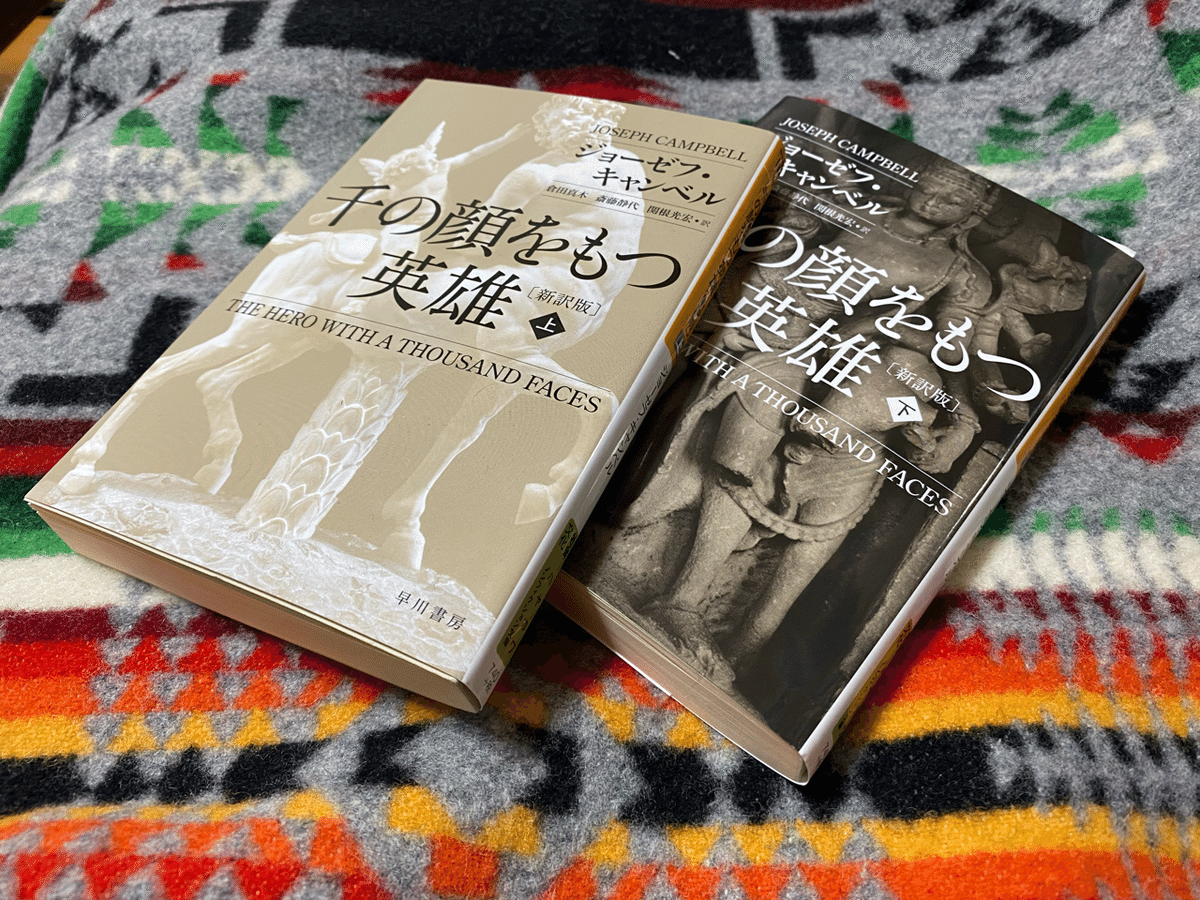 JOSEPH CAMPBELL
ジョーゼフ・
キャンベル
倉田真木 斎藤静代 関根光宏・訳
千の顔をもつ
英雄
[新訳版]
上
THE HERO WITH A THOUSAND FACES
早川書房
JOSEPH CAMPBELL
ジョーゼフ・
キャンベル
静代 関根光宏・訳
の顔をもつ
英雄
[新訳版]
下
WITH A THOUSAND FACES